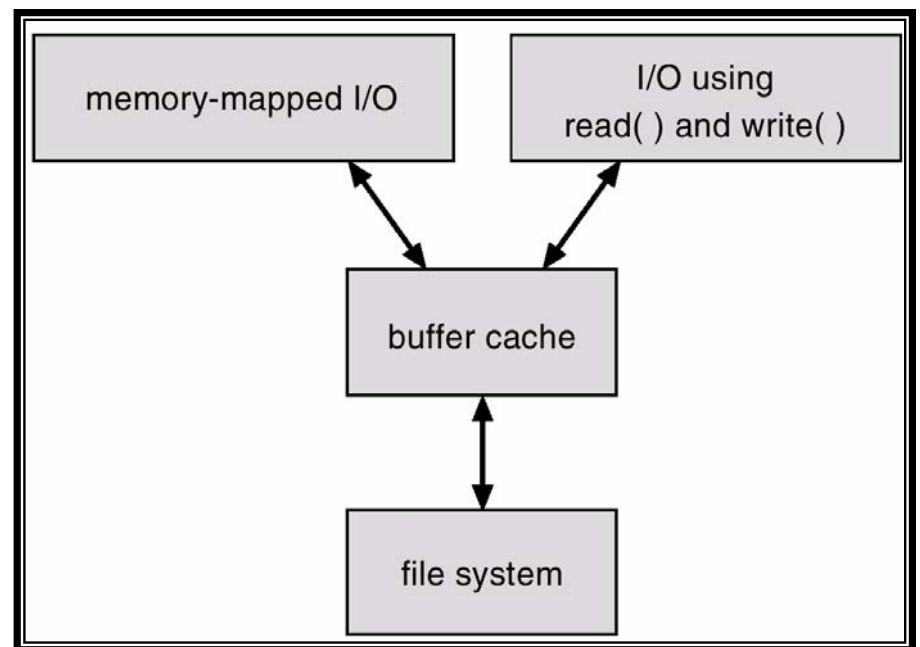 memory-mapped I/O
I/O using
read( ) and write( )
buffer cache
file system